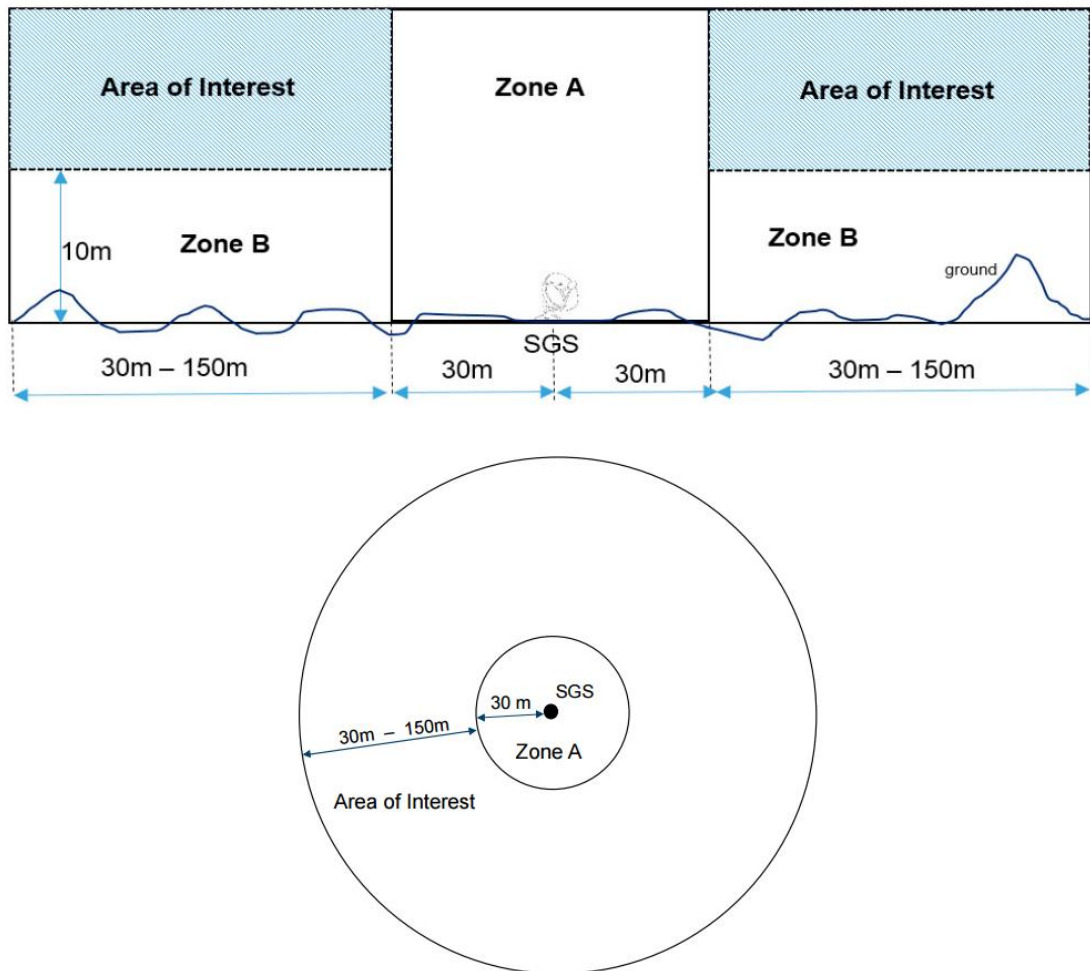 Area of Interest
Zone A
Area of Interest
10m
Zone B
Zone B
ground
SGS
30m – 150m
30m
30m
30m – 150m
30 m
SGS
30m – 150m
Zone A
Area of Interest